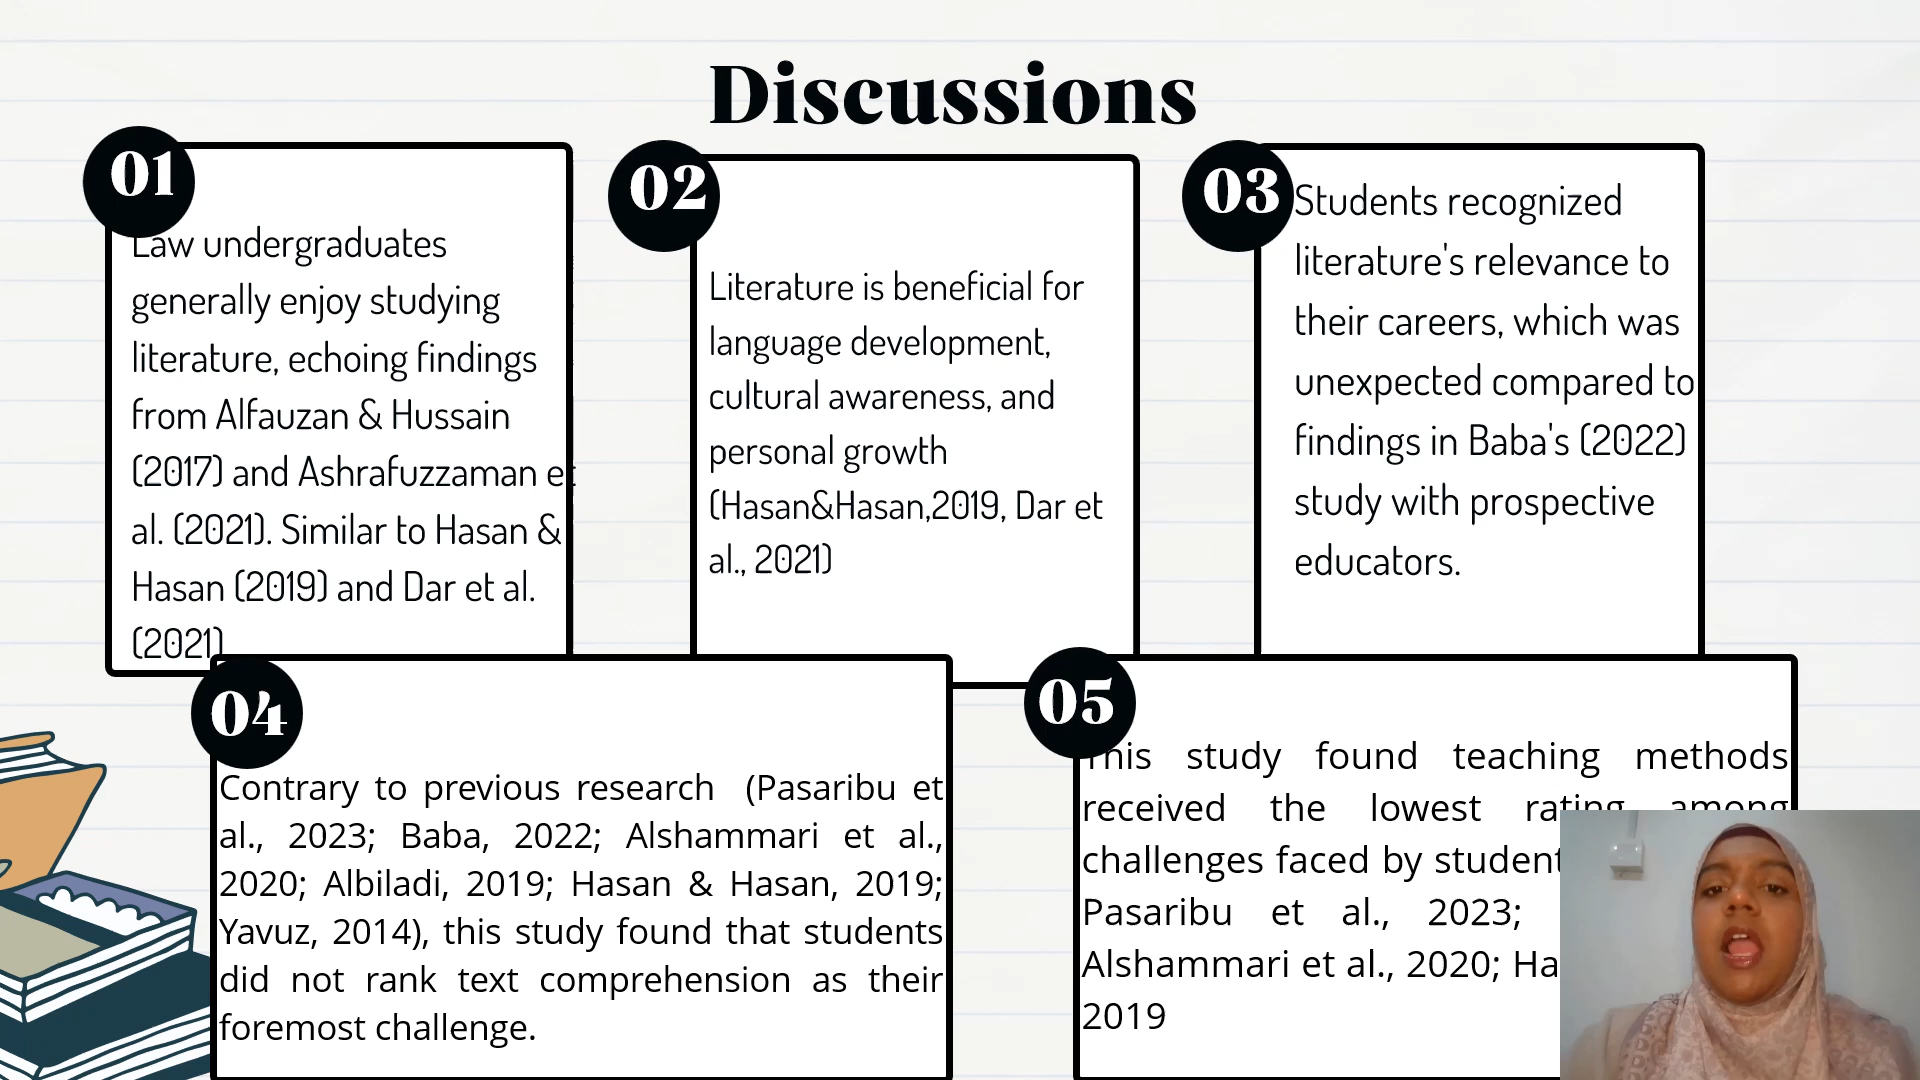 Discussions
01
Law undergraduates
generally enjoy studying
literature, echoing findings
from Alfauzan & Hussain
(2017) and Ashrafuzzaman et
al. (2021). Similar to Hasan &
Hasan (2019) and Dar et al.
(2021)
02
Literature is beneficial for
language development,
cultural awareness, and
personal growth
(Hasan&Hasan,2019, Dar et
al., 2021)
03
Students recognized
literature's relevance to
their careers, which was
unexpected compared to
findings in Baba's (2022)
study with prospective
educators.
04
Contrary to previous research (Pasaribu et
al., 2023; Baba, 2022; Alshammari et al.,
2020; Albiladi, 2019; Hasan & Hasan, 2019;
Yavuz, 2014), this study found that students
did not rank text comprehension as their
foremost challenge.
05
This study found teaching methods
received the lowest rating among
challenges faced by
Pasaribu et al., 2023;
Alshammari et al., 2020;
2019